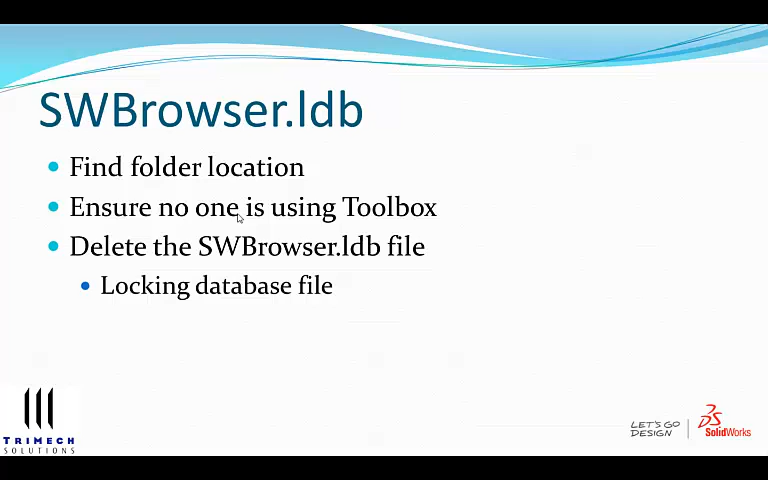 SWBrowser.ldb
Find folder location
Ensure no one is using Toolbox
Delete the SWBrowser.ldb file
Locking database file
TRIMECH
SOLUTIONS
LET'S GO
DESIGN
SolidWorks